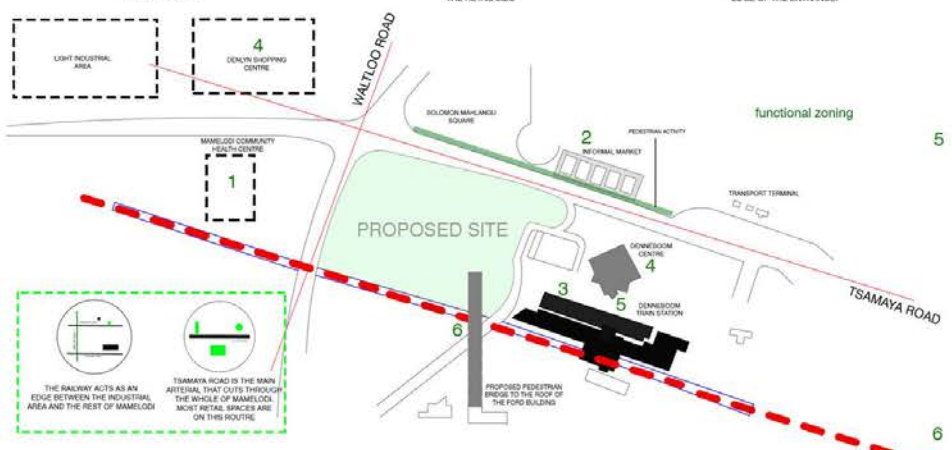 LIGHT INDUSTRIAL
AREA
4
DENLYN SHOPPING
CENTRE
WALTLOO ROAD
SOLOMON MAHLANGU
SQUARE
2
INFORMAL MARKET
PEDESTRIAN ACTIVITY
functional zoning
5
MAMELODI COMMUNITY
HEALTH CENTRE
1
TRANSPORT TERMINAL
PROPOSED SITE
DENNEBOOM
CENTRE
4
3
5
DENNEBOOM
TRAIN STATION
TSAMAYA ROAD
6
THE RAILWAY ACTS AS AN
EDGE BETWEEN THE INDUSTRIAL
AREA AND THE REST OF MAMELODI
TSAMAYA ROAD IS THE MAIN
ARTERIAL THAT CUTS THROUGH
THE WHOLE OF MAMELODI.
MOST RETAIL SPACES ARE
ON THIS ROUTRE
PROPOSED PEDESTRIAN
BRIDGE TO THE ROOF OF
THE FORD BUILDING
6